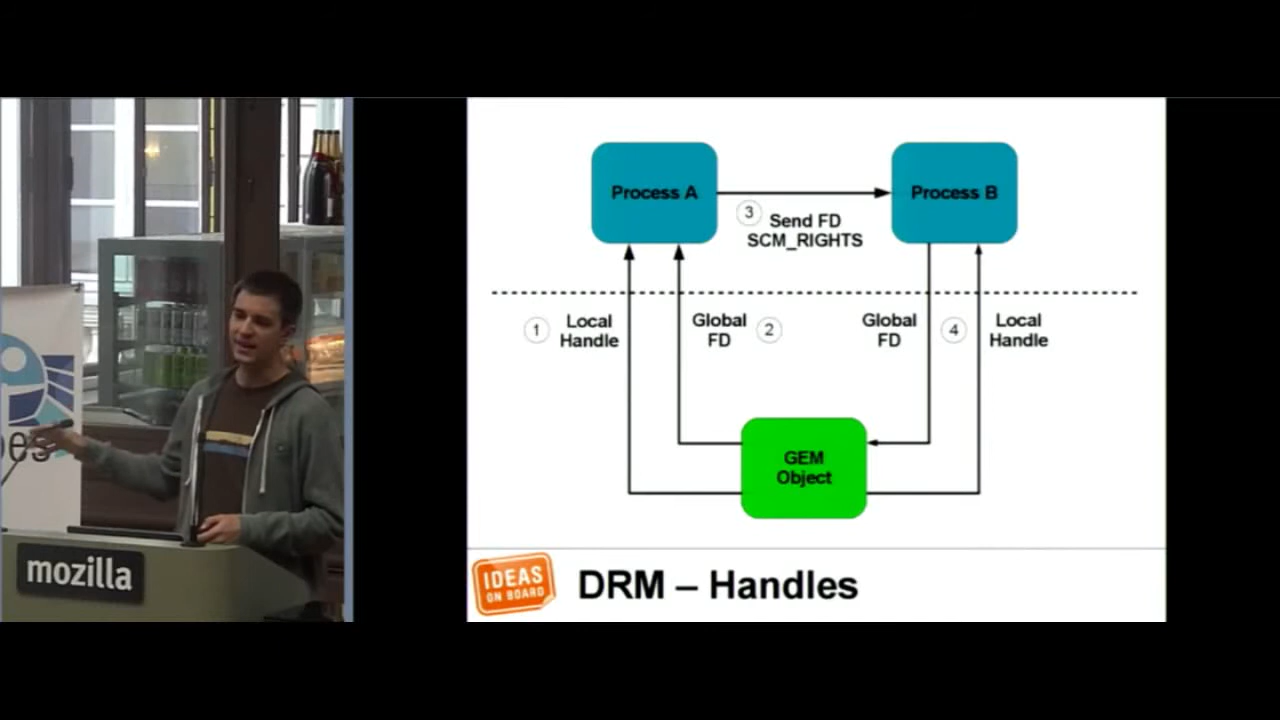 Process A
Process B
3
Send FD
SCM_RIGHTS
1
Local
Handle
Global
FD
2
Global
FD
4
Local
Handle
GEM
Object
IDEAS
ON BOARD
DRM – Handles
mozilla